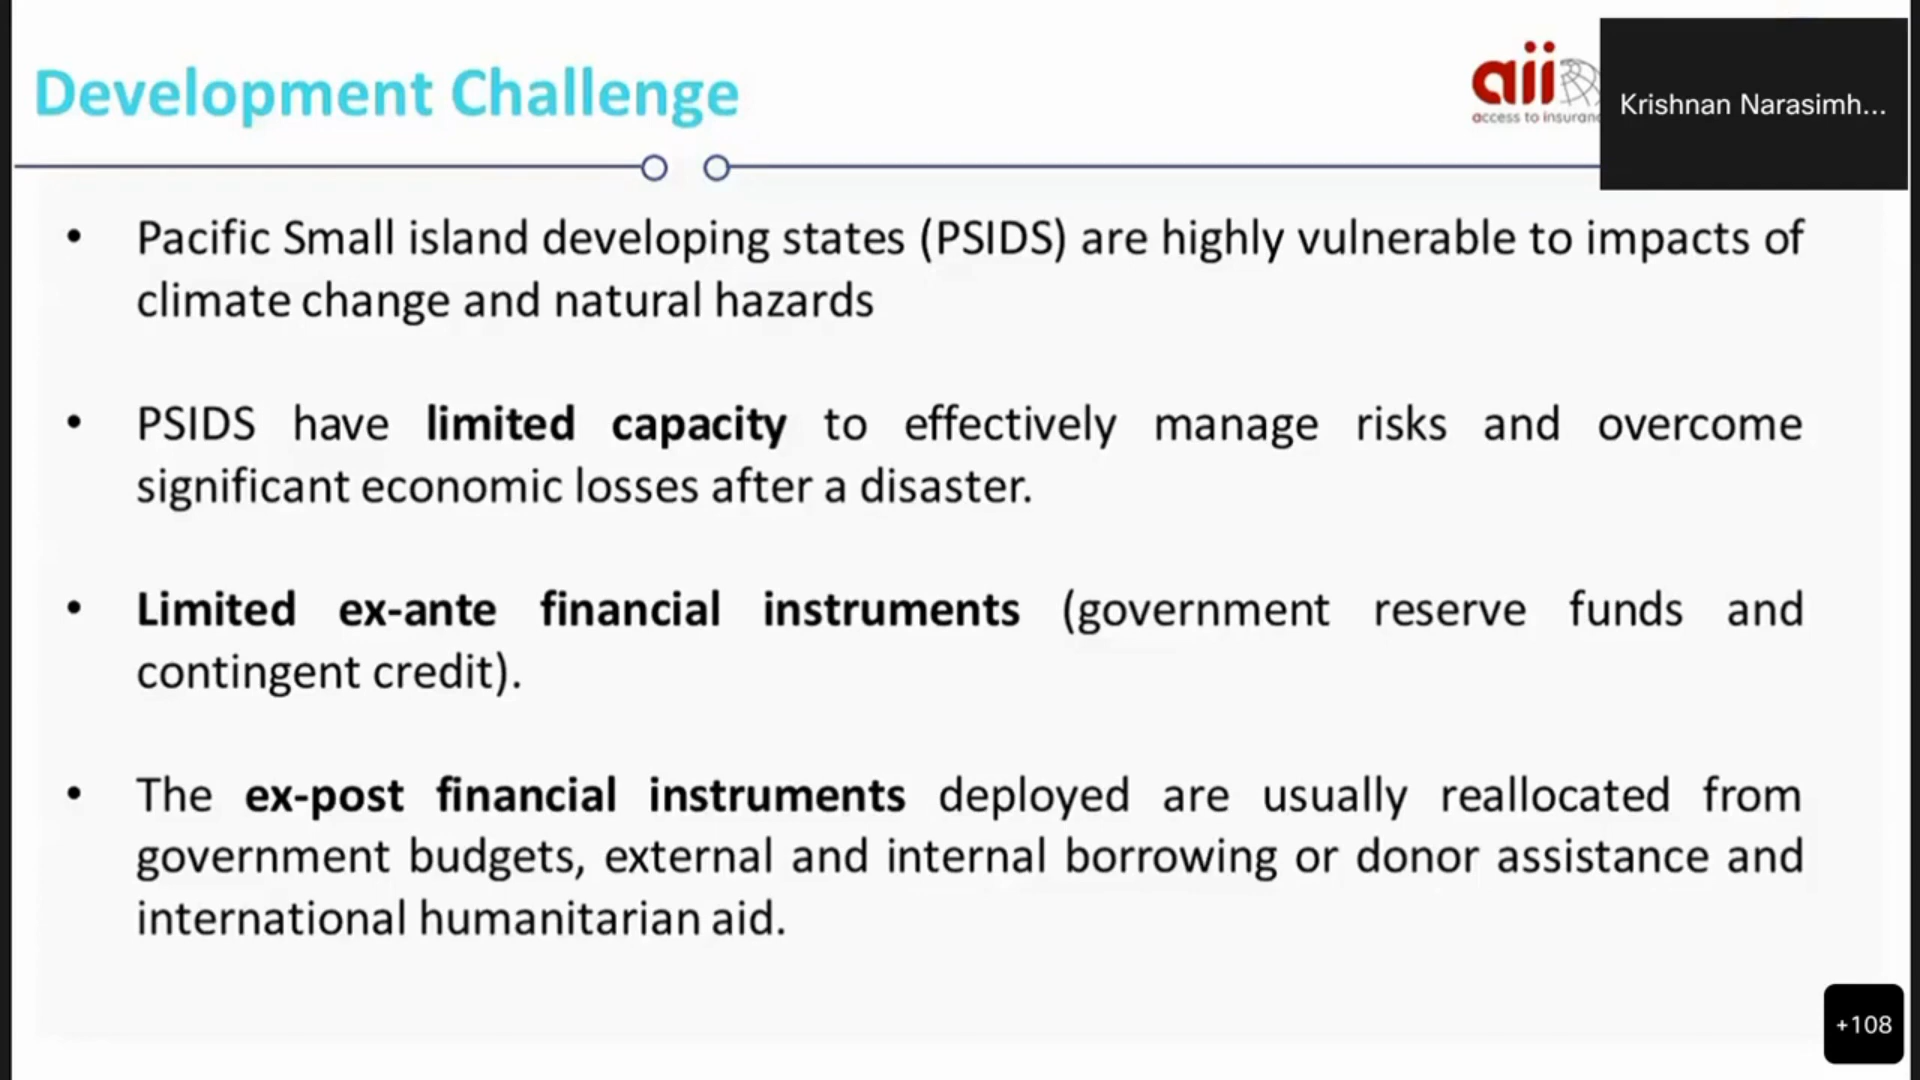 Development Challenge
aii
access to insuran
Krishnan Narasimh...
• Pacific Small island developing states (PSIDS) are highly vulnerable to impacts of
climate change and natural hazards
• PSIDS have limited capacity to effectively manage risks and overcome
significant economic losses after a disaster.
• Limited ex-ante financial instruments (government reserve funds and
contingent credit).
• The ex-post financial instruments deployed are usually reallocated from
government budgets, external and internal borrowing or donor assistance and
international humanitarian aid.
+108